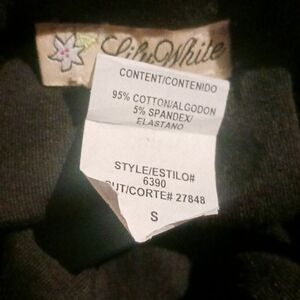 Lily White
CONTENT/CONTENIDO
95% COTTON/ALGODON
5% SPANDEX/
ELASTANO
STYLE/ESTILO#
6390
CUT/CORTE# 27848
S